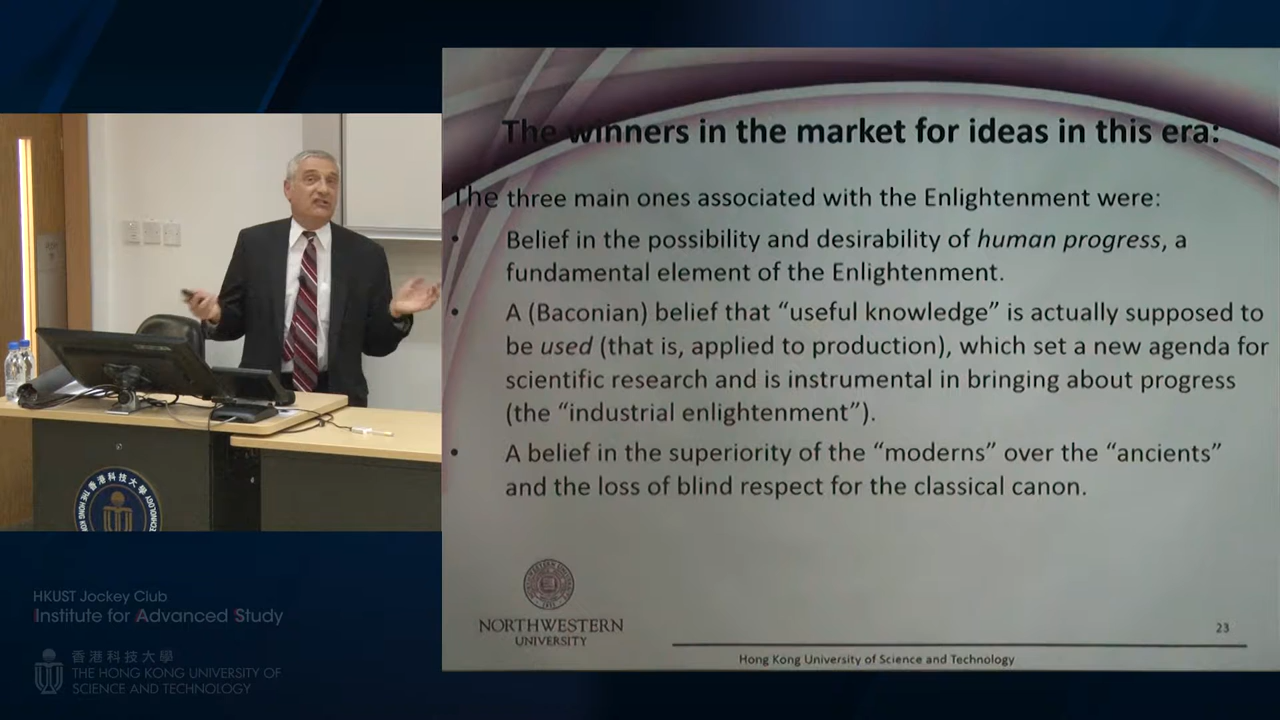 The winners in the market for ideas in this era:
The three main ones associated with the Enlightenment were:
• Belief in the possibility and desirability of human progress, a
fundamental element of the Enlightenment.
• A (Baconian) belief that “useful knowledge” is actually supposed to
be used (that is, applied to production), which set a new agenda for
scientific research and is instrumental in bringing about progress
(the “industrial enlightenment”).
• A belief in the superiority of the “moderns” over the “ancients”
and the loss of blind respect for the classical canon.
NORTHWESTERN
UNIVERSITY
23
Hong Kong University of Science and Technology
香港科技大學
HKUST Jockey Club
Institute for Advanced Study
香港科技大學
THE HONG KONG UNIVERSITY OF
SCIENCE AND TECHNOLOGY